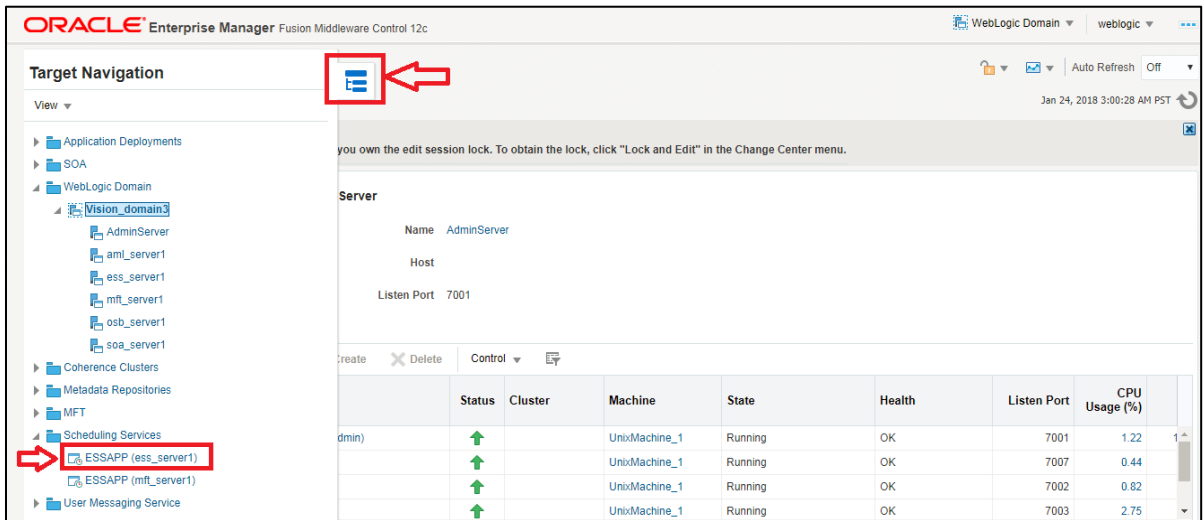 ORACLE Enterprise Manager Fusion Middleware Control 12c
WebLogic Domain
weblogic
Target Navigation
View
Auto Refresh Off
Jan 24, 2018 3:00:28 AM PST
Application Deployments
SOA
WebLogic Domain
Vision_domain3
AdminServer
aml_server1
ess_server1
mft_server1
osb_server1
soa_server1
Coherence Clusters
Metadata Repositories
MFT
Scheduling Services
ESSAPP (ess_server1)
ESSAPP (mft_server1)
User Messaging Service
you own the edit session lock. To obtain the lock, click "Lock and Edit" in the Change Center menu.
Server
Name AdminServer
Host
Listen Port 7001
Create Delete Control
Status Cluster Machine State Health Listen Port CPU Usage (%)
dmin) UnixMachine_1 Running OK 7001 1.22 1
UnixMachine_1 Running OK 7007 0.44
UnixMachine_1 Running OK 7002 0.82
UnixMachine_1 Running OK 7003 2.75